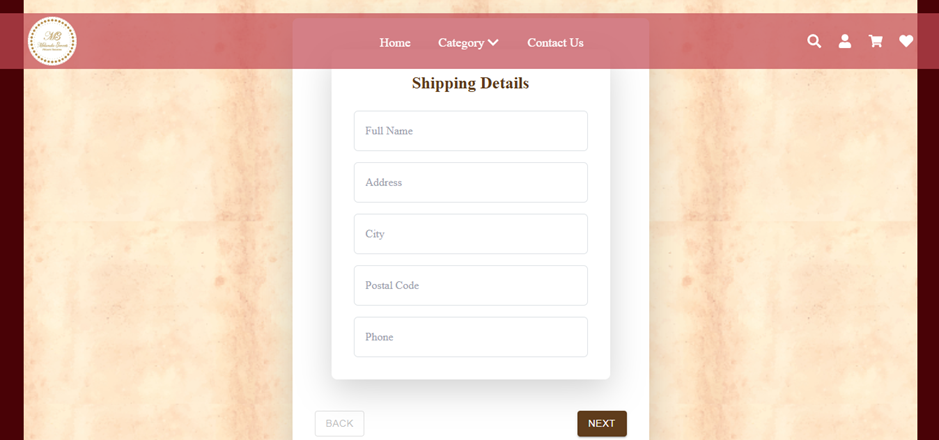 MB
Home
Category
Contact Us
Shipping Details
Full Name
Address
City
Postal Code
Phone
BACK
NEXT